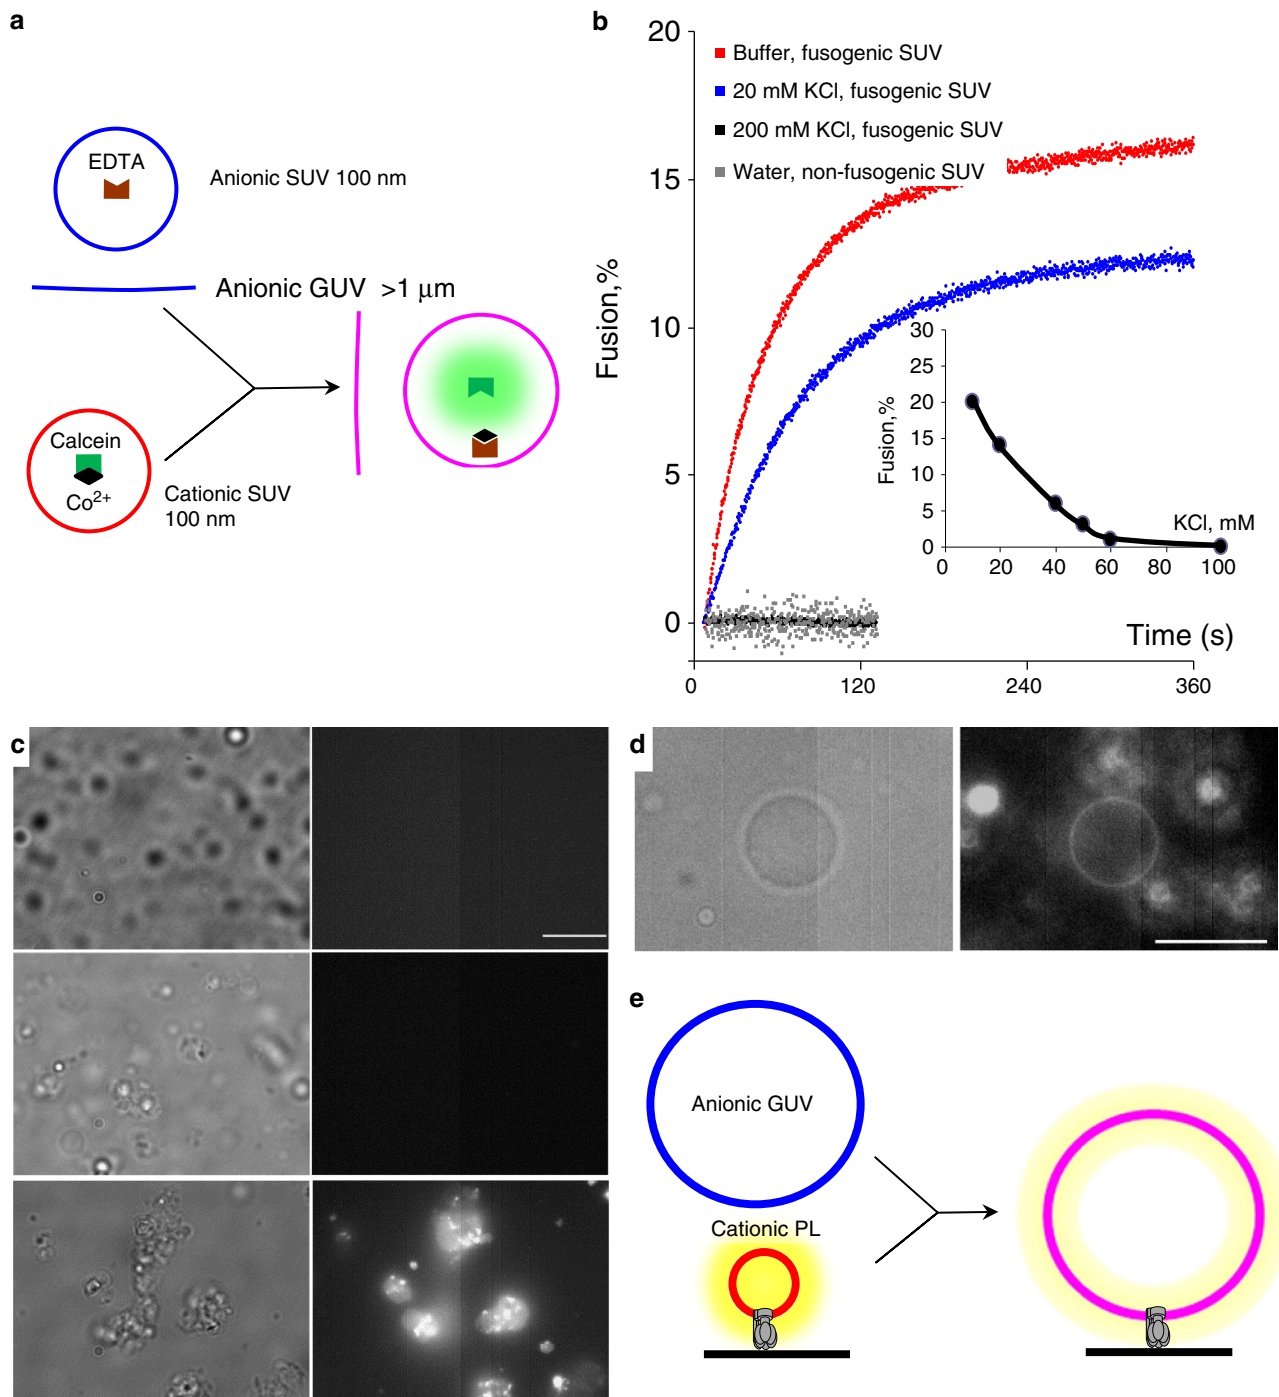 a
EDTA
Anionic SUV 100 nm
Anionic GUV >1 μm
Calcein
Co²⁺
Cationic SUV
100 nm
b
20
15
10
5
0
Fusion,%
Buffer, fusogenic SUV
20 mM KCl, fusogenic SUV
200 mM KCl, fusogenic SUV
Water, non-fusogenic SUV
30
25
20
15
10
5
0
Fusion,%
KCl, mM
0 20 40 60 80 100
Time (s)
0 120 240 360
c
d
e
Anionic GUV
Cationic PL